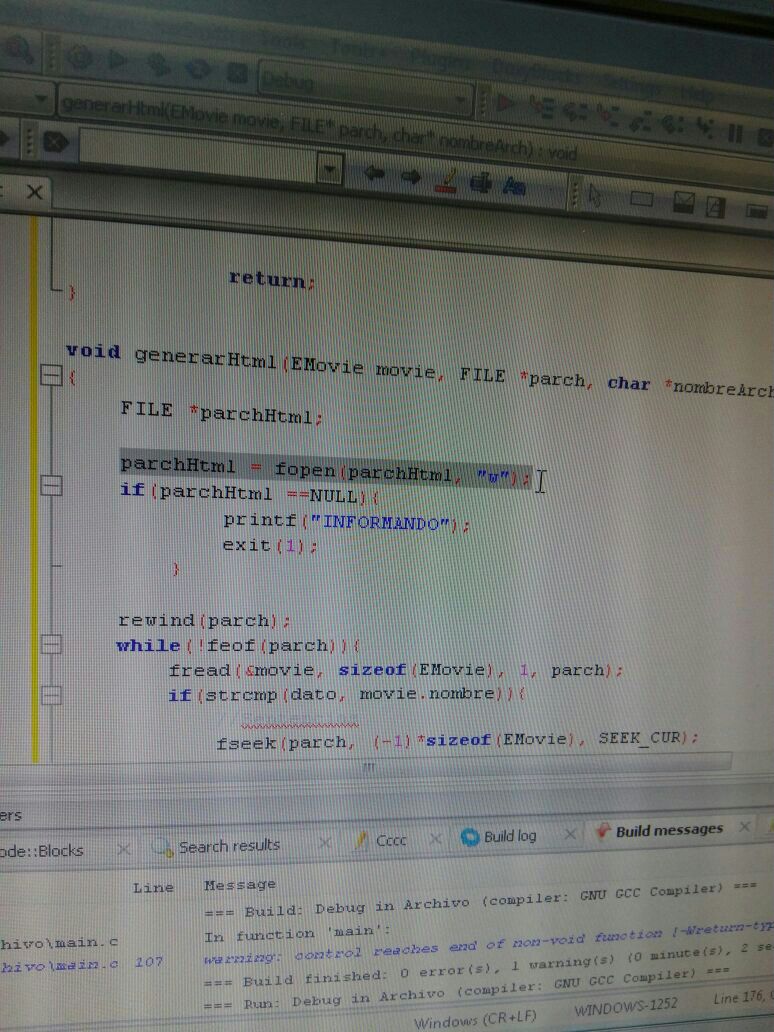 Debug
generarHtml(EMovie movie, FILE* parch, char* nombreArch) : void
return;
}
void generarHtml(EMovie movie, FILE *parch, char *nombreArch
{
FILE *parchHtml;
parchHtml = fopen(parchHtml, "w");
if(parchHtml ==NULL){
printf("INFORMANDO");
exit(1);
}
rewind(parch);
while(!feof(parch)){
fread(&movie, sizeof(EMovie), 1, parch);
if(strcmp(dato, movie.nombre)){
fseek(parch, (-1)*sizeof(EMovie), SEEK_CUR);
ers
ode::Blocks Search results Cccc Build log Build messages
Line Message
=== Build: Debug in Archivo (compiler: GNU GCC Compiler) ===
hivo\main.c In function 'main':
hivo\main.c 107 warning: control reaches end of non-void function [-Wreturn-typ
=== Build finished: 0 error(s), 1 warning(s) (0 minute(s), 2 se
=== Run: Debug in Archivo (compiler: GNU GCC Compiler) ===
Windows (CR+LF) WINDOWS-1252 Line 176,